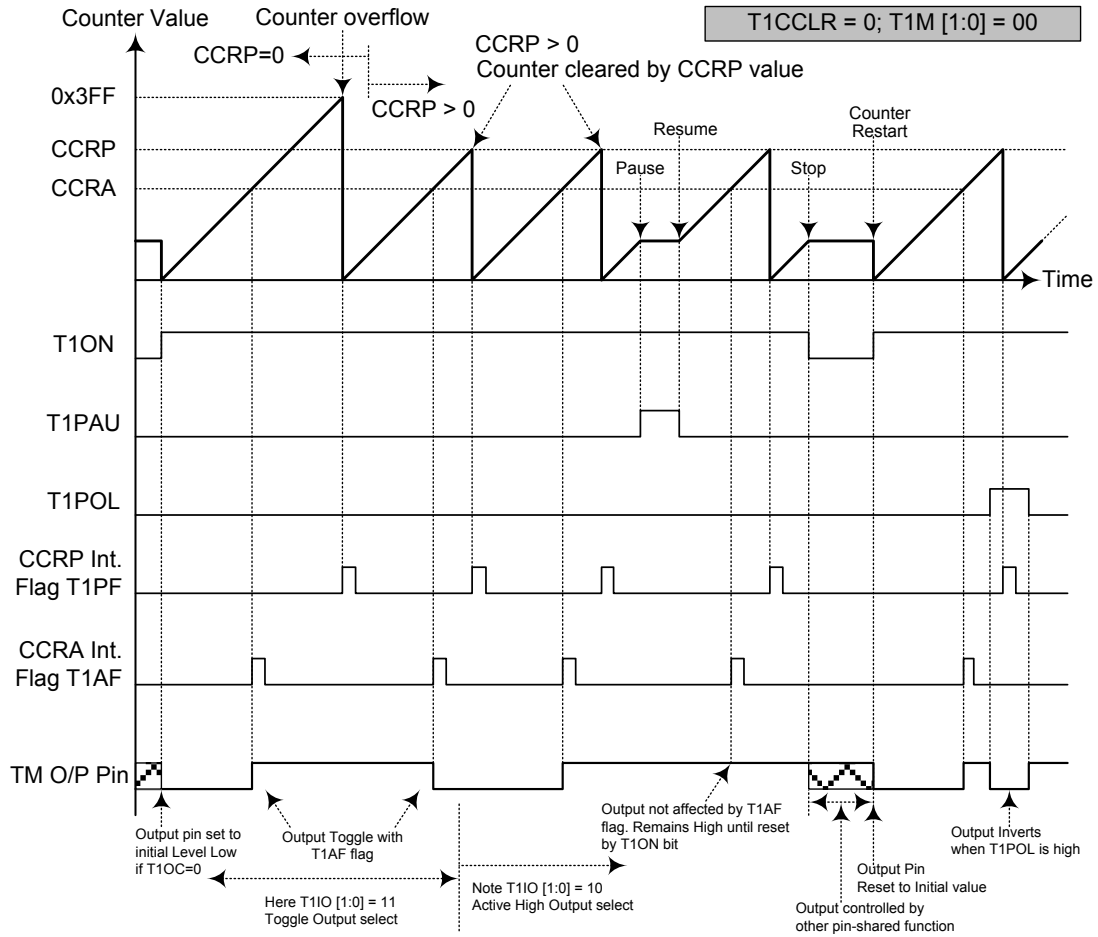 Counter Value
Counter overflow
T1CCLR = 0; T1M [1:0] = 00
CCRP=0
CCRP > 0
CCRP > 0
Counter cleared by CCRP value
0x3FF
CCRP
CCRA
Pause
Resume
Stop
Counter
Restart
Time
T1ON
T1PAU
T1POL
CCRP Int.
Flag T1PF
CCRA Int.
Flag T1AF
TM O/P Pin
Output pin set to
initial Level Low
if T1OC=0
Output Toggle with
T1AF flag
Here T1IO [1:0] = 11
Toggle Output select
Note T1IO [1:0] = 10
Active High Output select
Output not affected by T1AF
flag. Remains High until reset
by T1ON bit
Output controlled by
other pin-shared function
Output Pin
Reset to Initial value
Output Inverts
when T1POL is high